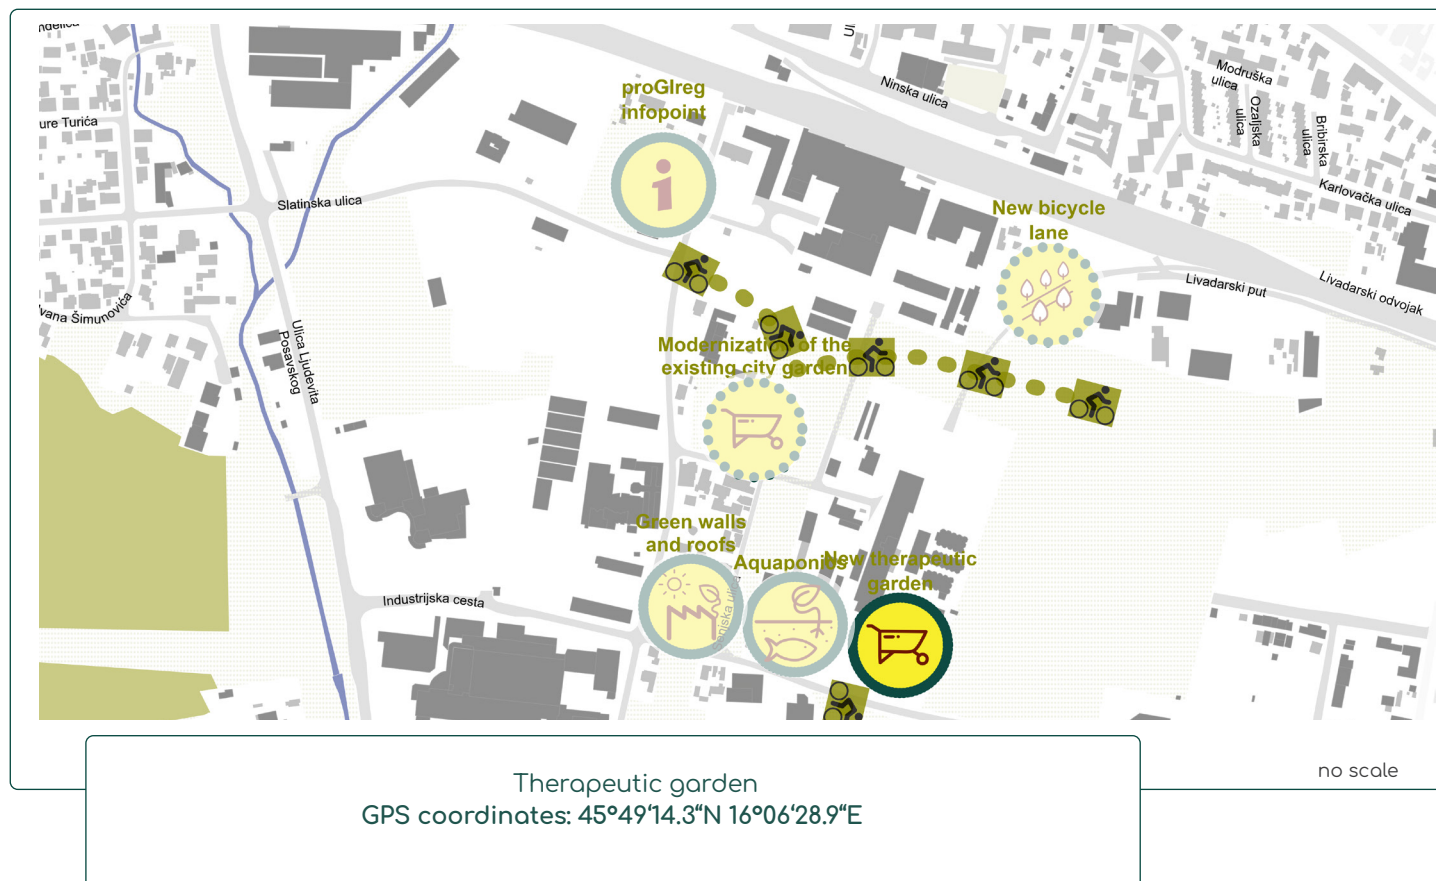 ure Turića
Slatinska ulica
Ivana Šimunovića
Ulica Ljudevita
Posavskog
Industrijska cesta
proGIreg
infopoint
Ninska ulica
Modruška
ulica
Ozaljska
ulica
Bribirska
ulica
Karlovačka ulica
New bicycle
lane
Livadarski put
Livadarski odvojak
Modernization of the
existing city garden
Green walls
and roofs
Aquaponics
New therapeutic
garden
Senjska ulica
no scale
Therapeutic garden
GPS coordinates: 45°49‘14.3“N 16°06‘28.9“E